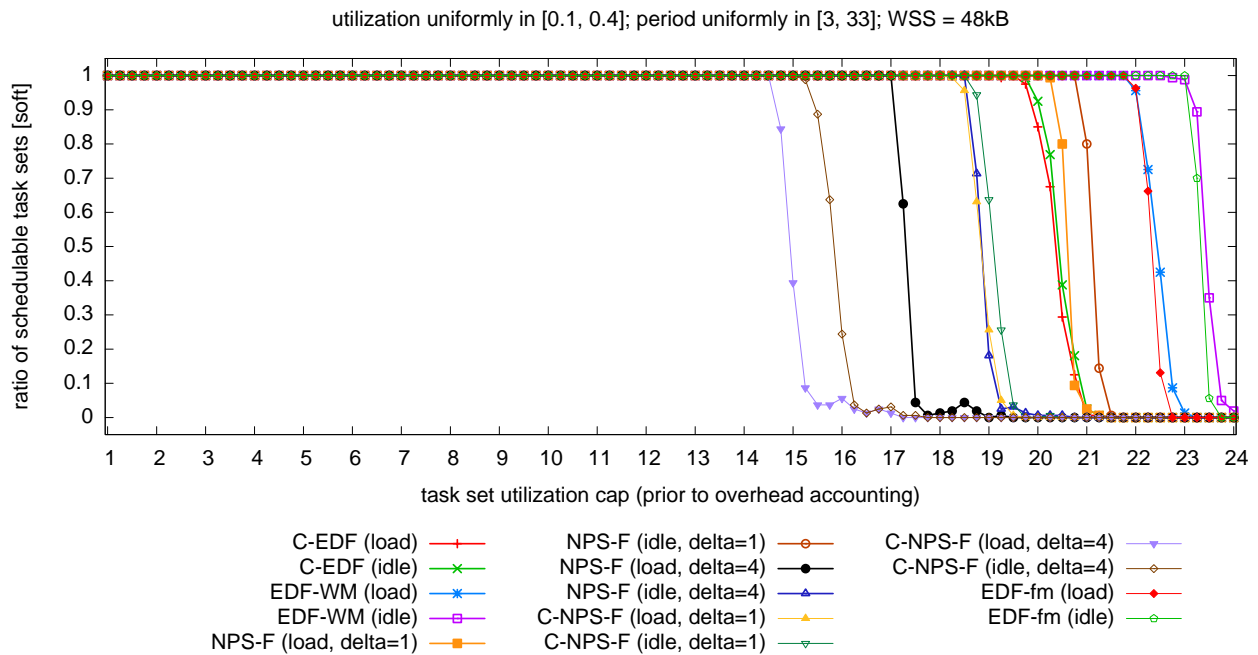 utilization uniformly in [0.1, 0.4]; period uniformly in [3, 33]; WSS = 48kB
ratio of schedulable task sets [soft]
1
0.9
0.8
0.7
0.6
0.5
0.4
0.3
0.2
0.1
0
1 2 3 4 5 6 7 8 9 10 11 12 13 14 15 16 17 18 19 20 21 22 23 24
task set utilization cap (prior to overhead accounting)
C-EDF (load)
C-EDF (idle)
EDF-WM (load)
EDF-WM (idle)
NPS-F (load, delta=1)
NPS-F (idle, delta=1)
NPS-F (load, delta=4)
NPS-F (idle, delta=4)
C-NPS-F (load, delta=1)
C-NPS-F (idle, delta=1)
C-NPS-F (load, delta=4)
C-NPS-F (idle, delta=4)
EDF-fm (load)
EDF-fm (idle)